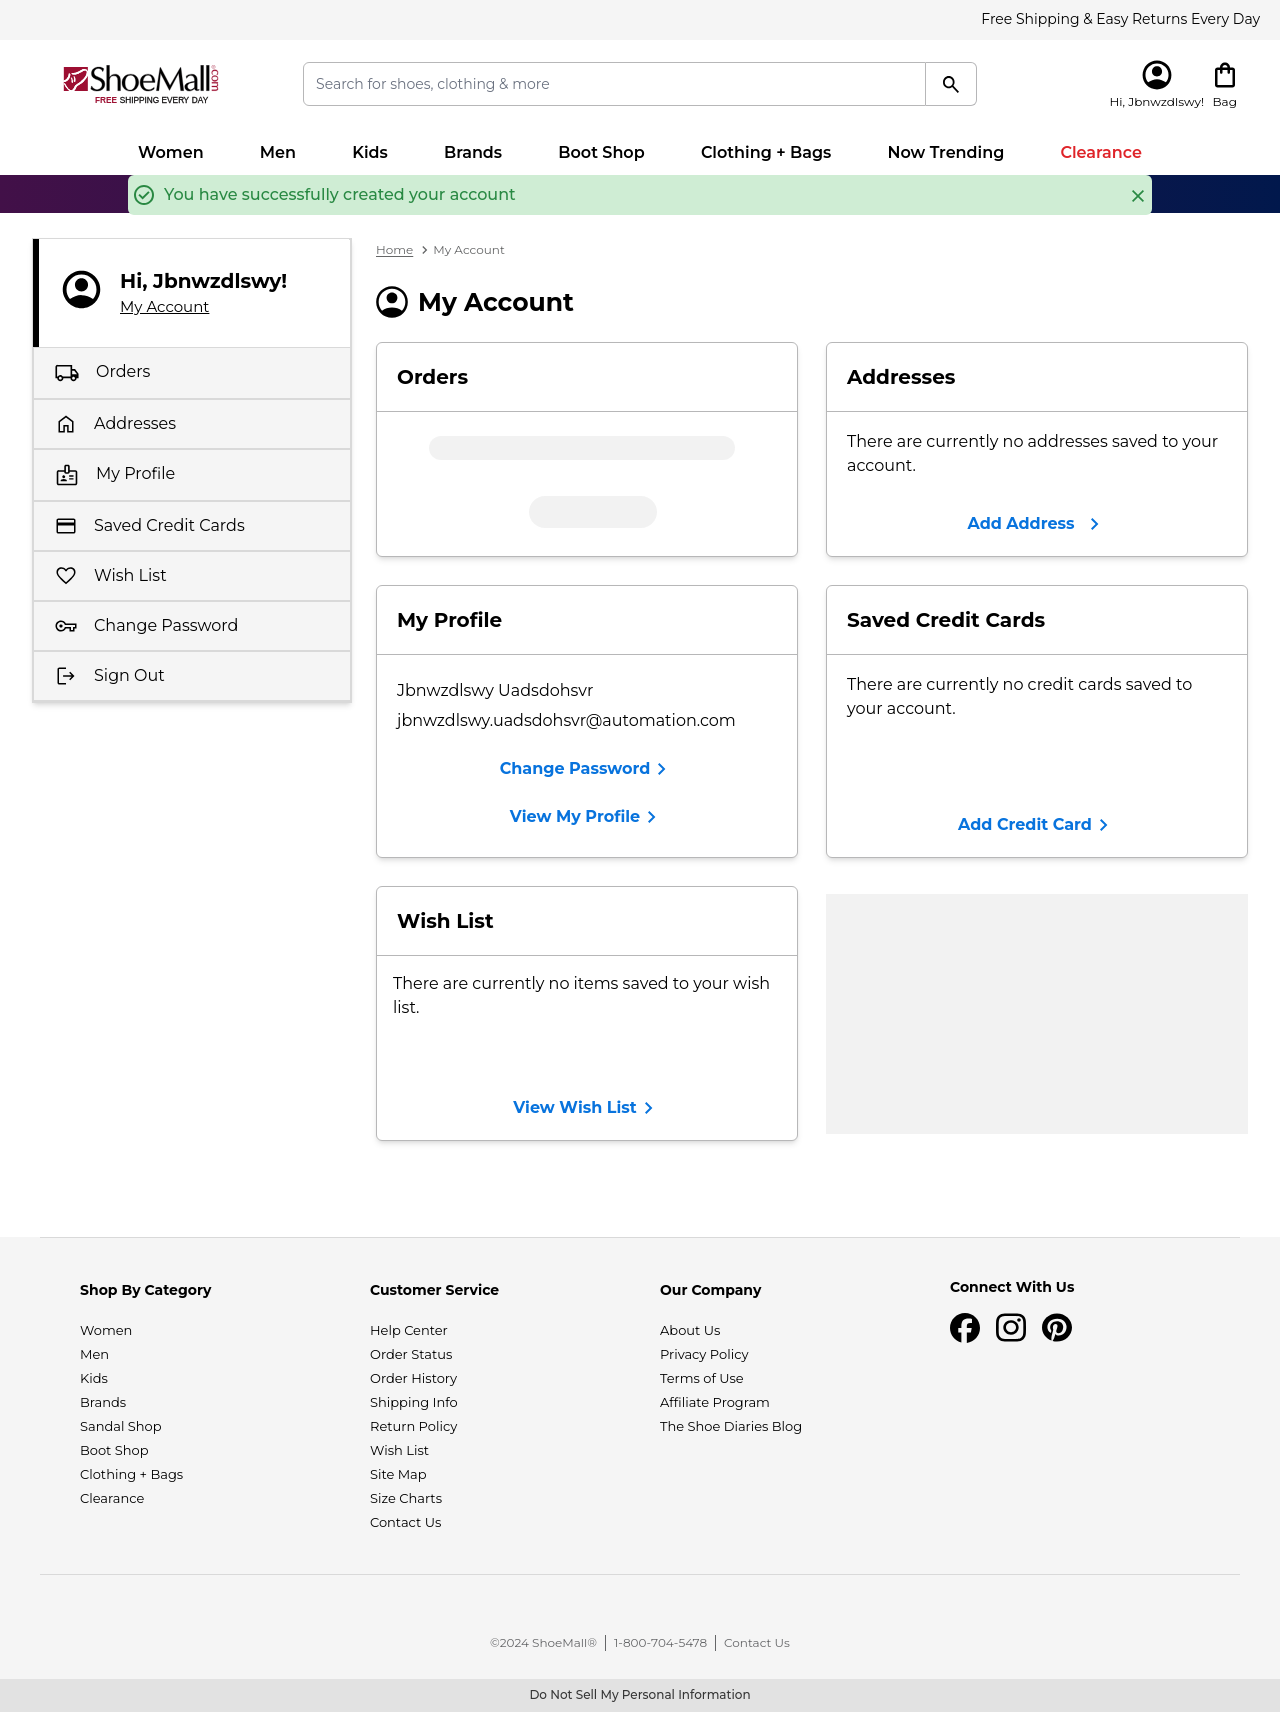 Free Shipping & Easy Returns Every Day
ShoeMall.com
FREE SHIPPING EVERY DAY
Search for shoes, clothing & more
Hi, Jbnwzdlswy!
Bag
Women
Men
Kids
Brands
Boot Shop
Clothing + Bags
Now Trending
Clearance
You have successfully created your account
Hi, Jbnwzdlswy!
My Account
Orders
Addresses
My Profile
Saved Credit Cards
Wish List
Change Password
Sign Out
Home
My Account
My Account
Orders
Addresses
There are currently no addresses saved to your
account.
Add Address
My Profile
Jbnwzdlswy Uadsdohsvr
jbnwzdlswy.uadsdohsvr@automation.com
Change Password
View My Profile
Saved Credit Cards
There are currently no credit cards saved to
your account.
Add Credit Card
Wish List
There are currently no items saved to your wish
list.
View Wish List
Shop By Category
Women
Men
Kids
Brands
Sandal Shop
Boot Shop
Clothing + Bags
Clearance
Customer Service
Help Center
Order Status
Order History
Shipping Info
Return Policy
Wish List
Site Map
Size Charts
Contact Us
Our Company
About Us
Privacy Policy
Terms of Use
Affiliate Program
The Shoe Diaries Blog
Connect With Us
©2024 ShoeMall®
1-800-704-5478
Contact Us
Do Not Sell My Personal Information